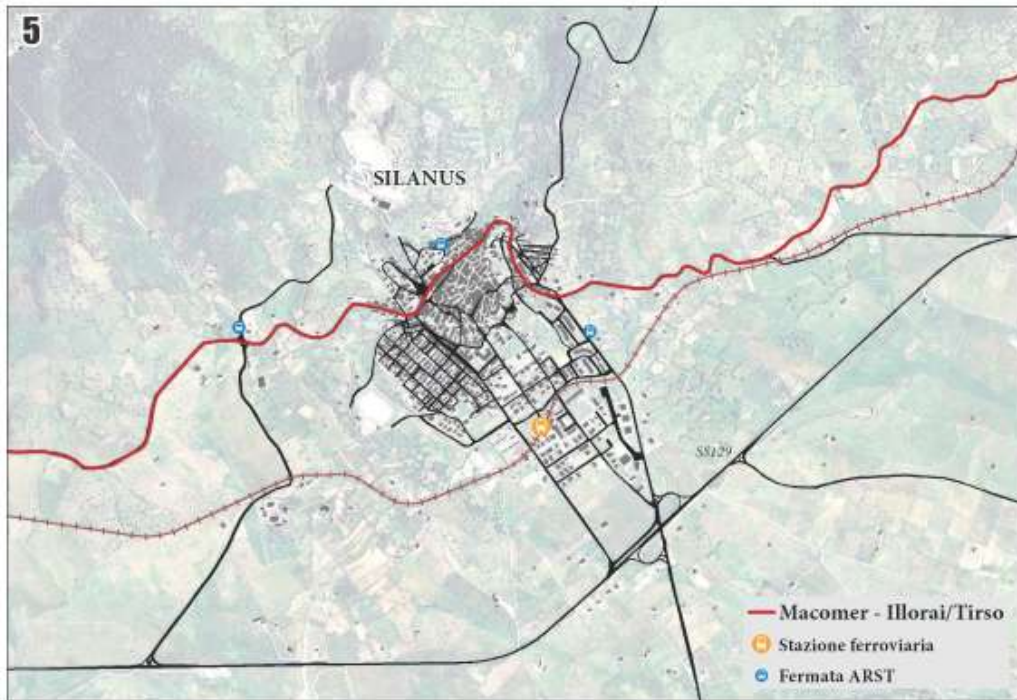 5
SILANUS
SS129
Macomer - Illorai/Tirso
Stazione ferroviaria
Fermata ARST